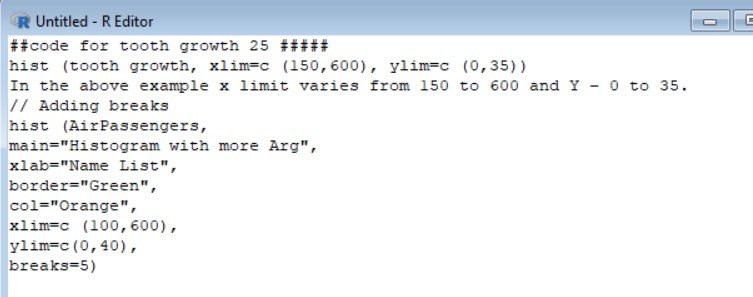 Untitled - R Editor
##code for tooth growth 25 #####
hist (tooth growth, xlim=c (150,600), ylim=c (0,35))
In the above example x limit varies from 150 to 600 and Y - 0 to 35.
// Adding breaks
hist (AirPassengers,
main="Histogram with more Arg",
xlab="Name List",
border="Green",
col="Orange",
xlim=c (100,600),
ylim=c(0,40),
breaks=5)